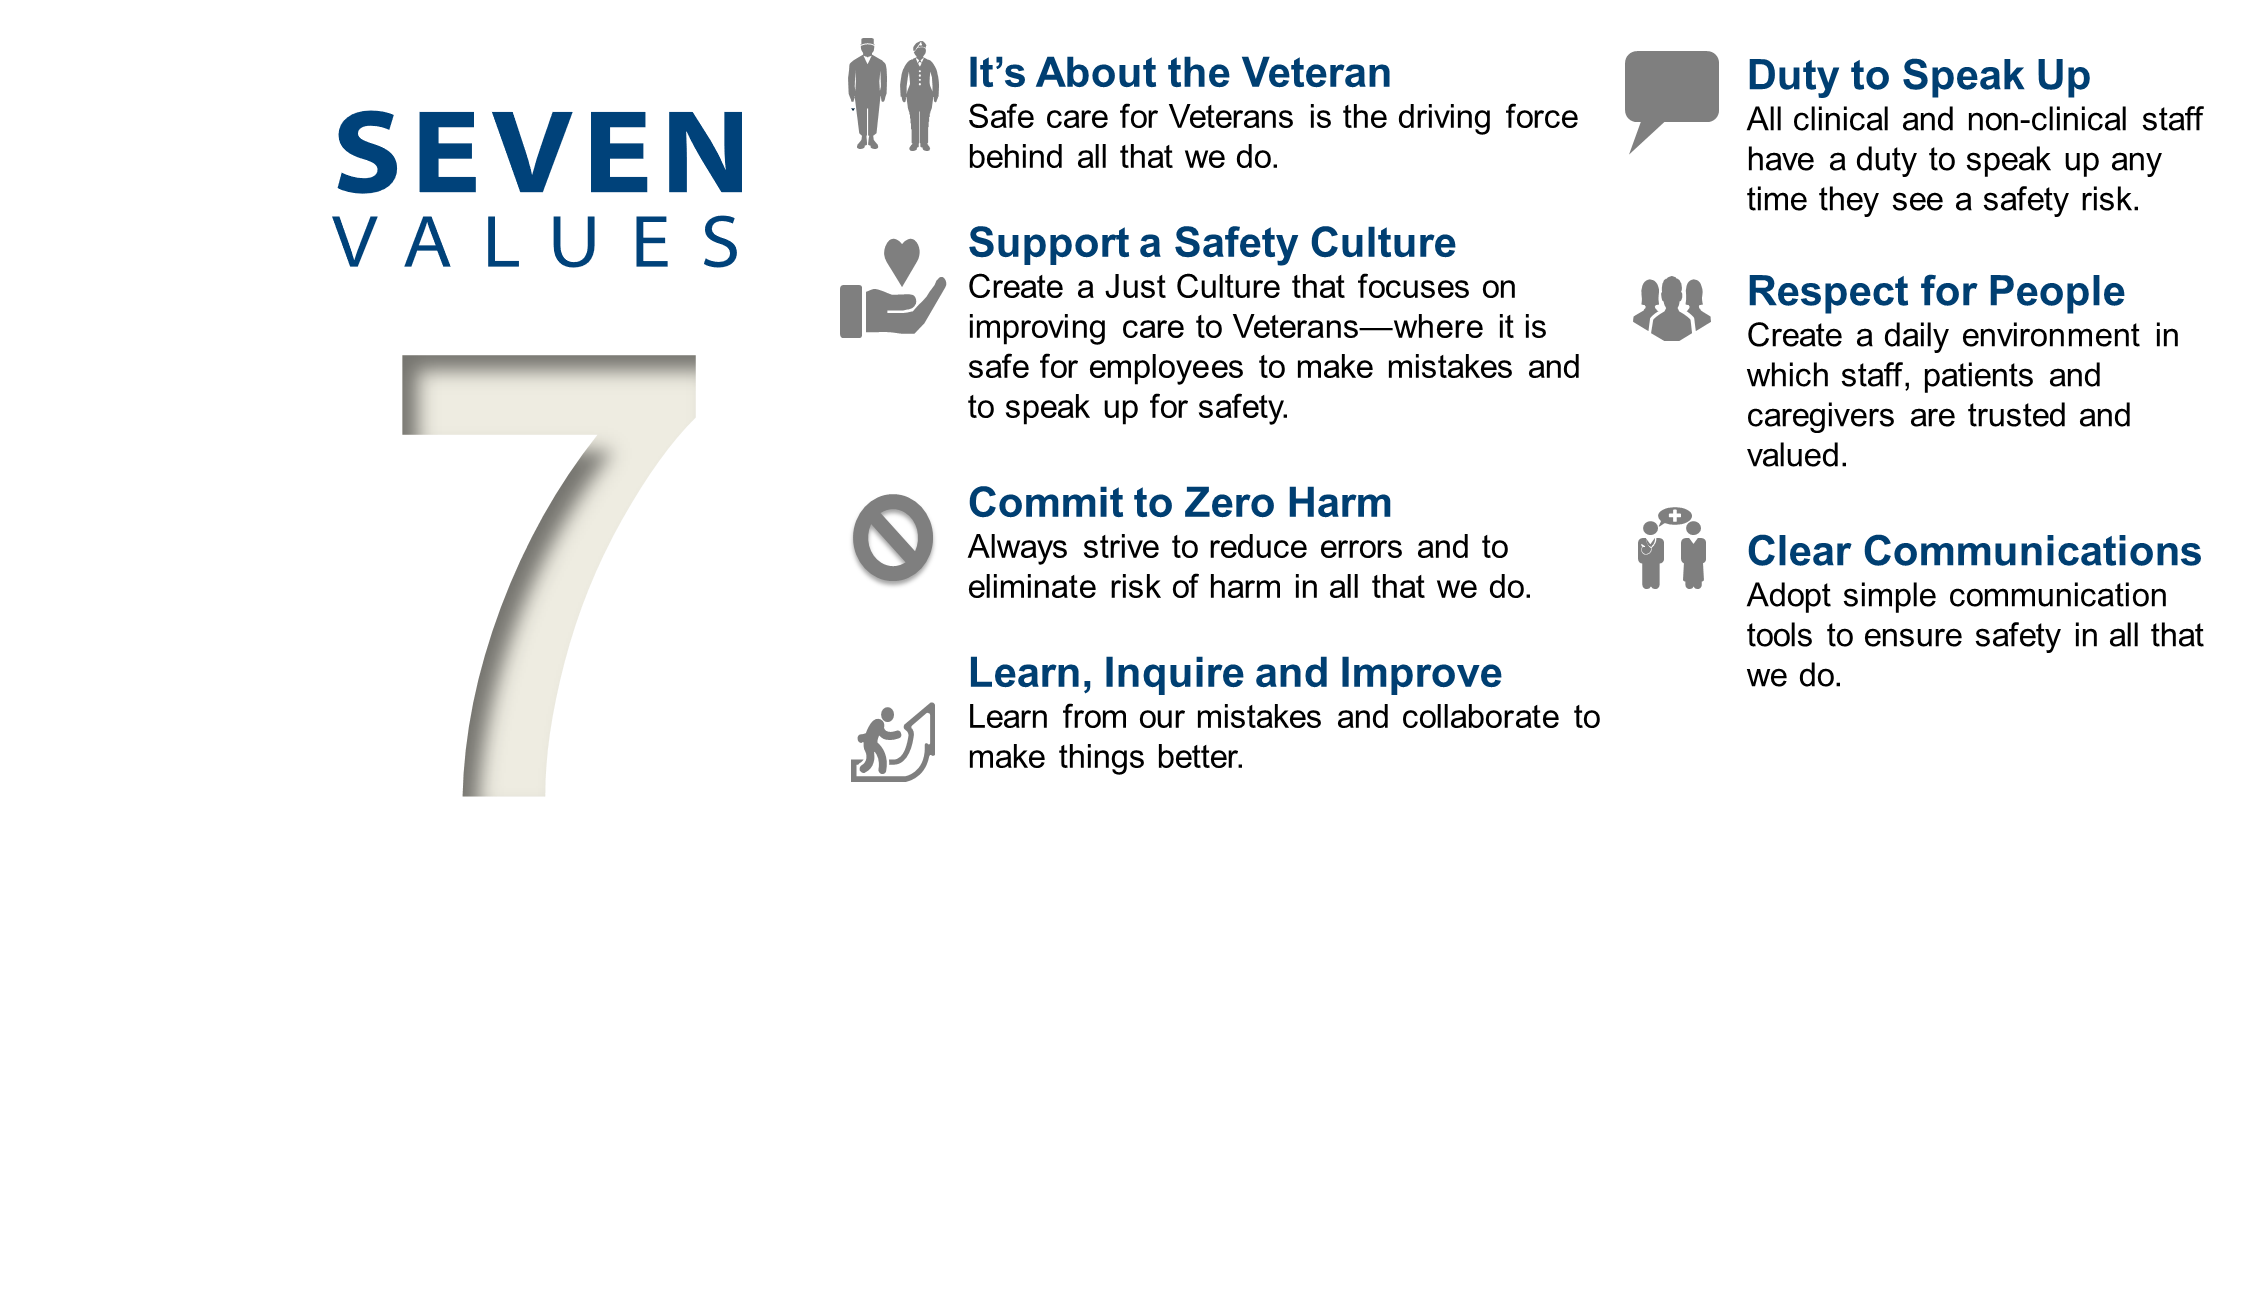 SEVEN
VALUES
7
It’s About the Veteran
Safe care for Veterans is the driving force
behind all that we do.
Support a Safety Culture
Create a Just Culture that focuses on
improving care to Veterans—where it is
safe for employees to make mistakes and
to speak up for safety.
Commit to Zero Harm
Always strive to reduce errors and to
eliminate risk of harm in all that we do.
Learn, Inquire and Improve
Learn from our mistakes and collaborate to
make things better.
Duty to Speak Up
All clinical and non-clinical staff
have a duty to speak up any
time they see a safety risk.
Respect for People
Create a daily environment in
which staff, patients and
caregivers are trusted and
valued.
Clear Communications
Adopt simple communication
tools to ensure safety in all that
we do.